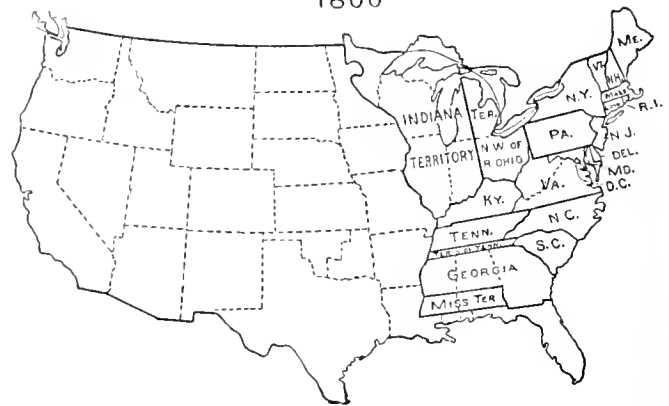 1800
ME.
VT.
N.H.
N.Y.
MASS.
R.I.
INDIANA
TER.
PA.
N.J.
TERRITORY
N W OF
R OHIO
DEL.
MD.
D.C.
VA.
KY.
N.C.
TENN.
S.C.
GEORGIA
MISS TER